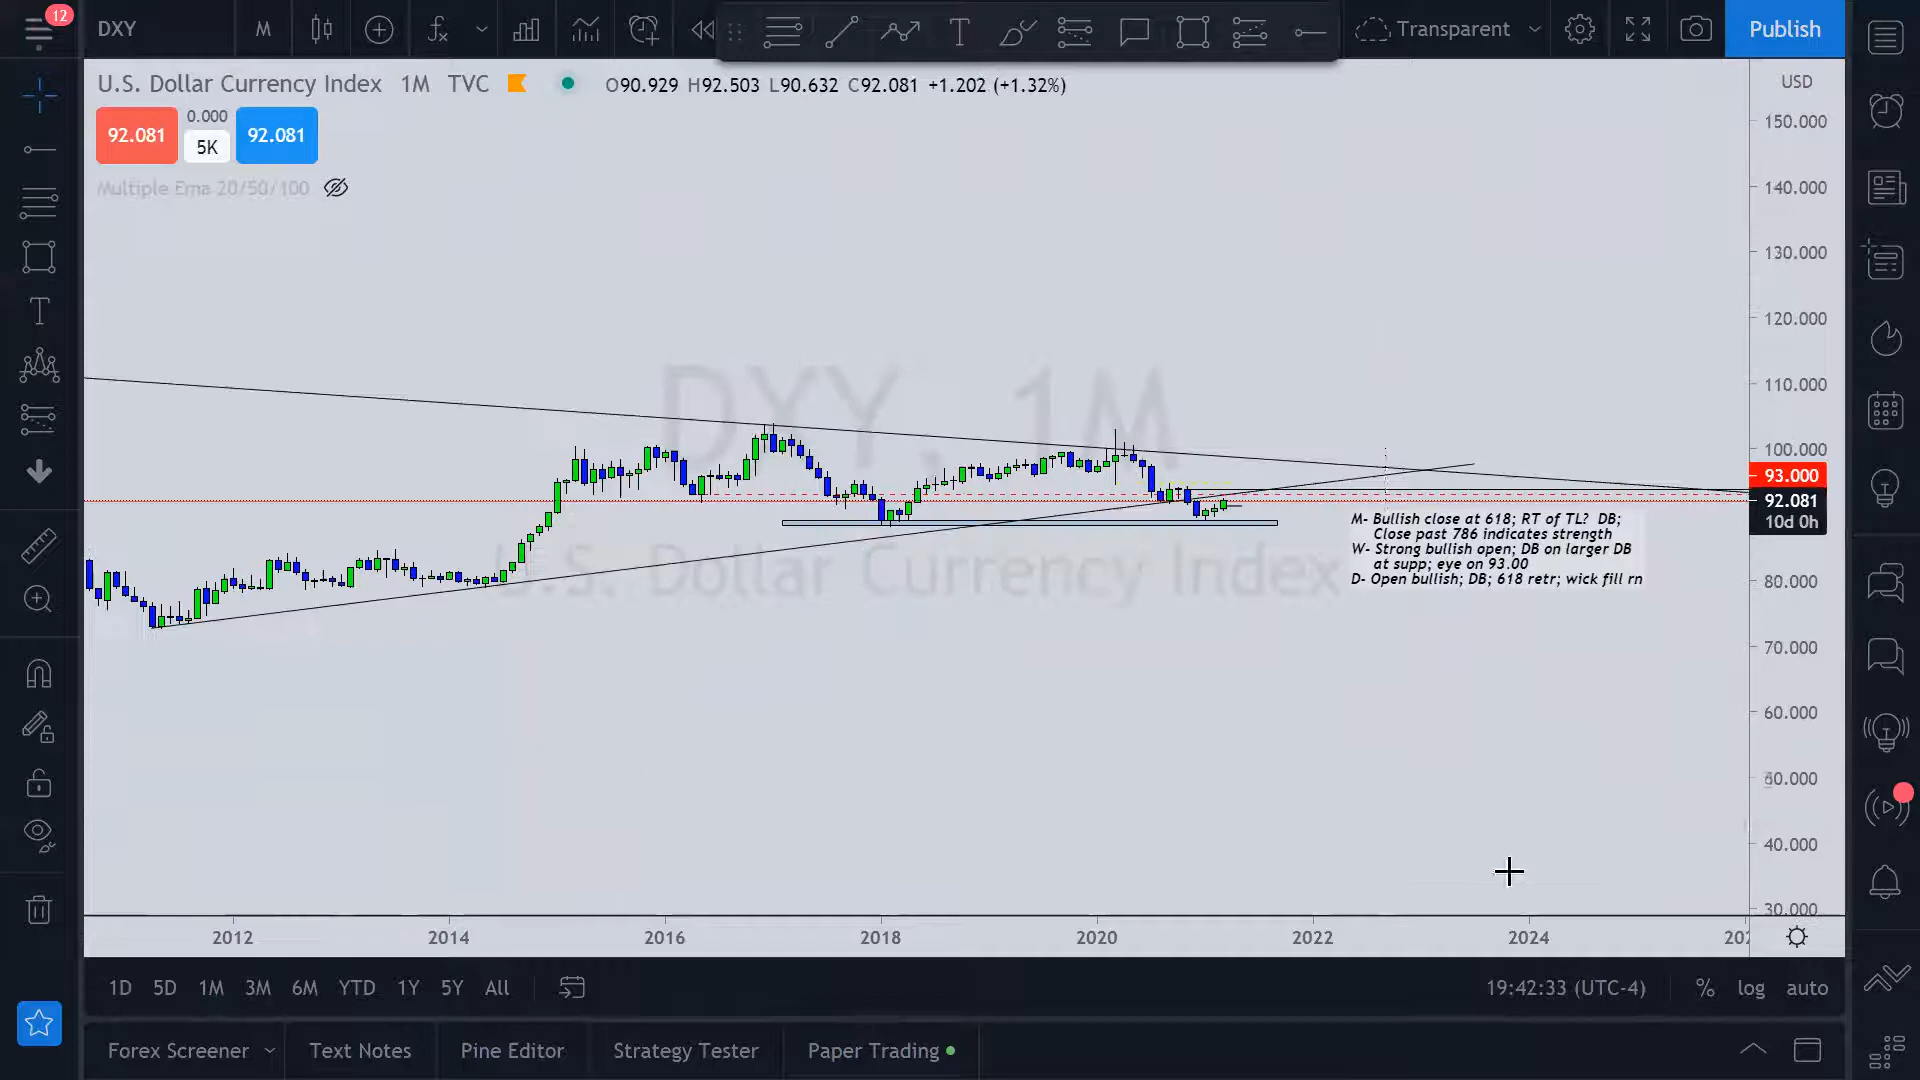 12
DXY
M
Transparent
Publish
U.S. Dollar Currency Index 1M TVC
O90.929 H92.503 L90.632 C92.081 +1.202 (+1.32%)
USD
92.081
0.000
5K
92.081
Multiple Ema 20/50/100
DXY, 1M
U.S. Dollar Currency Index
150.000
140.000
130.000
120.000
110.000
100.000
93.000
92.081
10d 0h
80.000
70.000
60.000
50.000
40.000
30.000
M- Bullish close at 618; RT of TL? DB;
Close past 786 indicates strength
W- Strong bullish open; DB on larger DB
at supp; eye on 93.00
D- Open bullish; DB; 618 retr; wick fill rn
2012 2014 2016 2018 2020 2022 2024
1D 5D 1M 3M 6M YTD 1Y 5Y All
19:42:33 (UTC-4) % log auto
Forex Screener Text Notes Pine Editor Strategy Tester Paper Trading